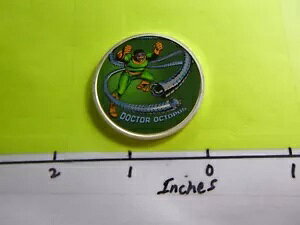 DOCTOR OCTOPUS
2 1 0 1
Inches